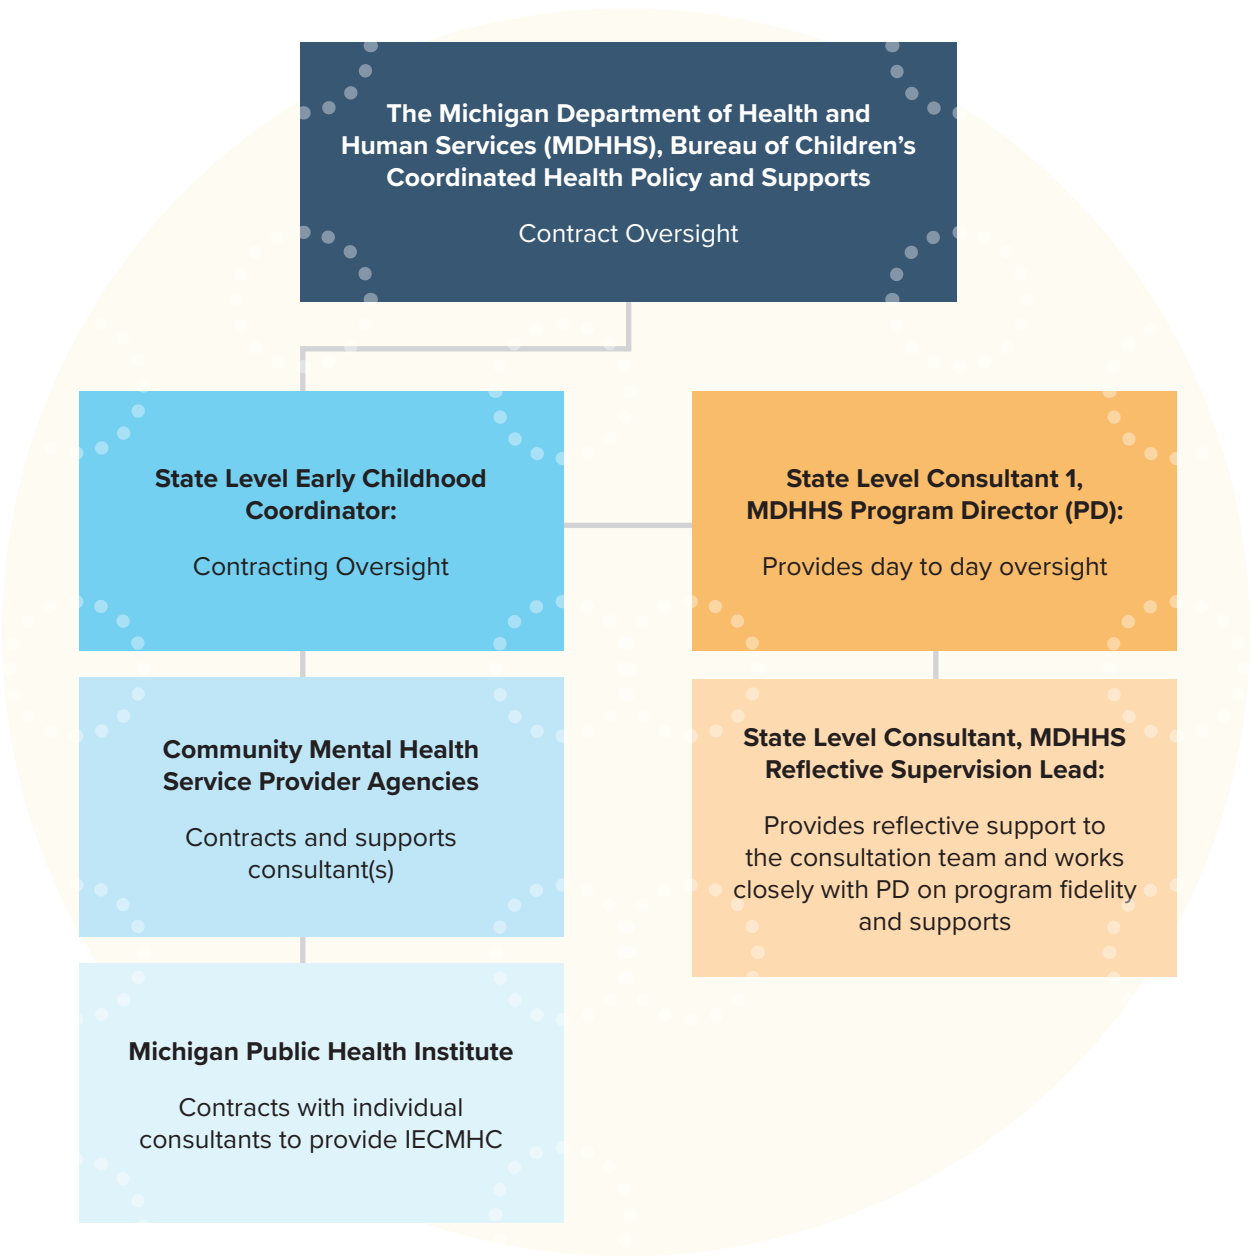 The Michigan Department of Health and
Human Services (MDHHS), Bureau of Children’s
Coordinated Health Policy and Supports
Contract Oversight
State Level Early Childhood
Coordinator:
Contracting Oversight
State Level Consultant 1,
MDHHS Program Director (PD):
Provides day to day oversight
Community Mental Health
Service Provider Agencies
Contracts and supports
consultant(s)
State Level Consultant, MDHHS
Reflective Supervision Lead:
Provides reflective support to
the consultation team and works
closely with PD on program fidelity
and supports
Michigan Public Health Institute
Contracts with individual
consultants to provide IECMHC